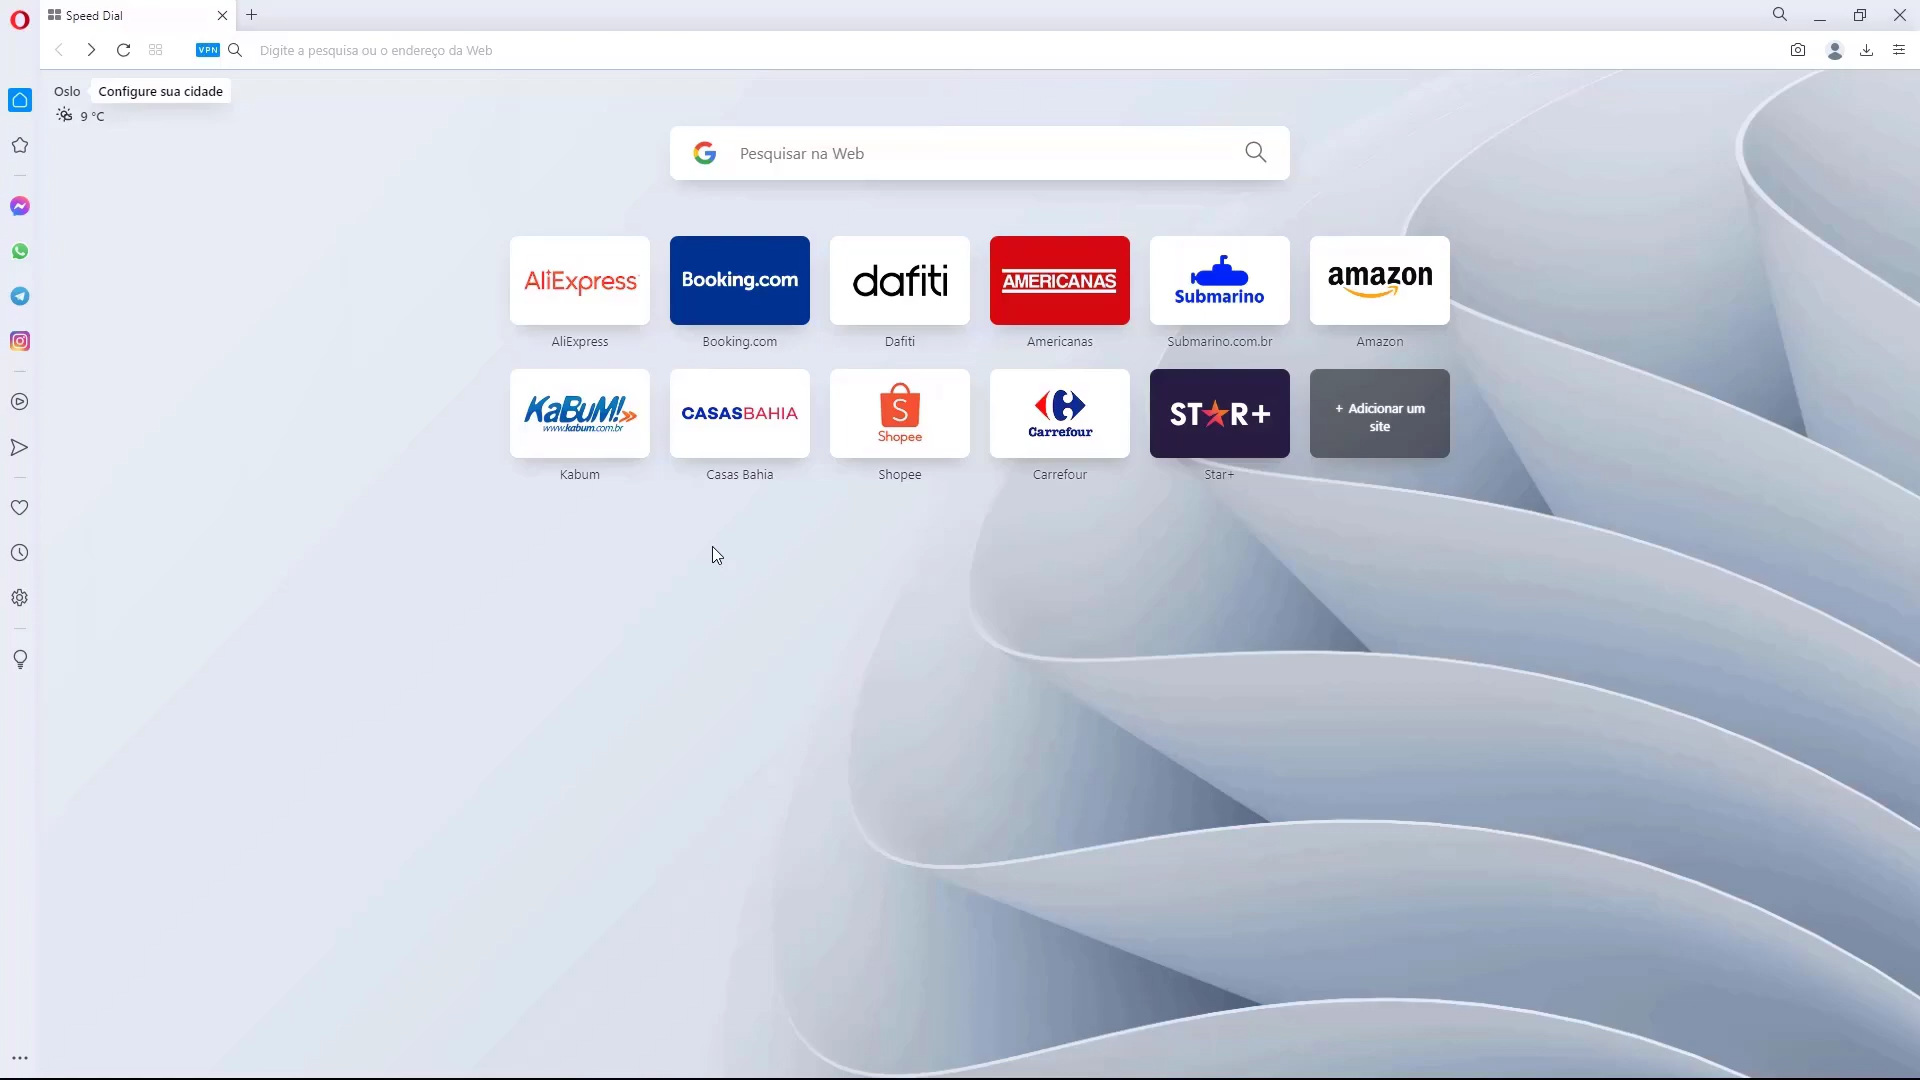 Speed Dial
VPN
Digite a pesquisa ou o endereço da Web
Oslo
Configure sua cidade
9 °C
Pesquisar na Web
AliExpress
Booking.com
dafiti
AMERICANAS
Submarino
amazon
AliExpress
Booking.com
Dafiti
Americanas
Submarino.com.br
Amazon
KaBuM!
www.kabum.com.br
CASASBAHIA
S
Shopee
Carrefour
ST★R+
+ Adicionar um
site
Kabum
Casas Bahia
Shopee
Carrefour
Star+